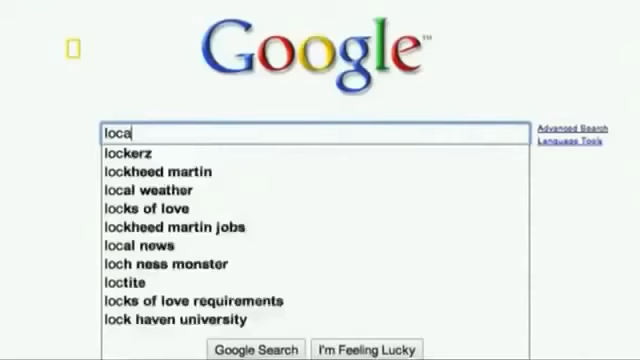 Google™
loca
Advanced Search
Language Tools
lockerz
lockheed martin
local weather
locks of love
lockheed martin jobs
local news
loch ness monster
loctite
locks of love requirements
lock haven university
Google Search
I'm Feeling Lucky